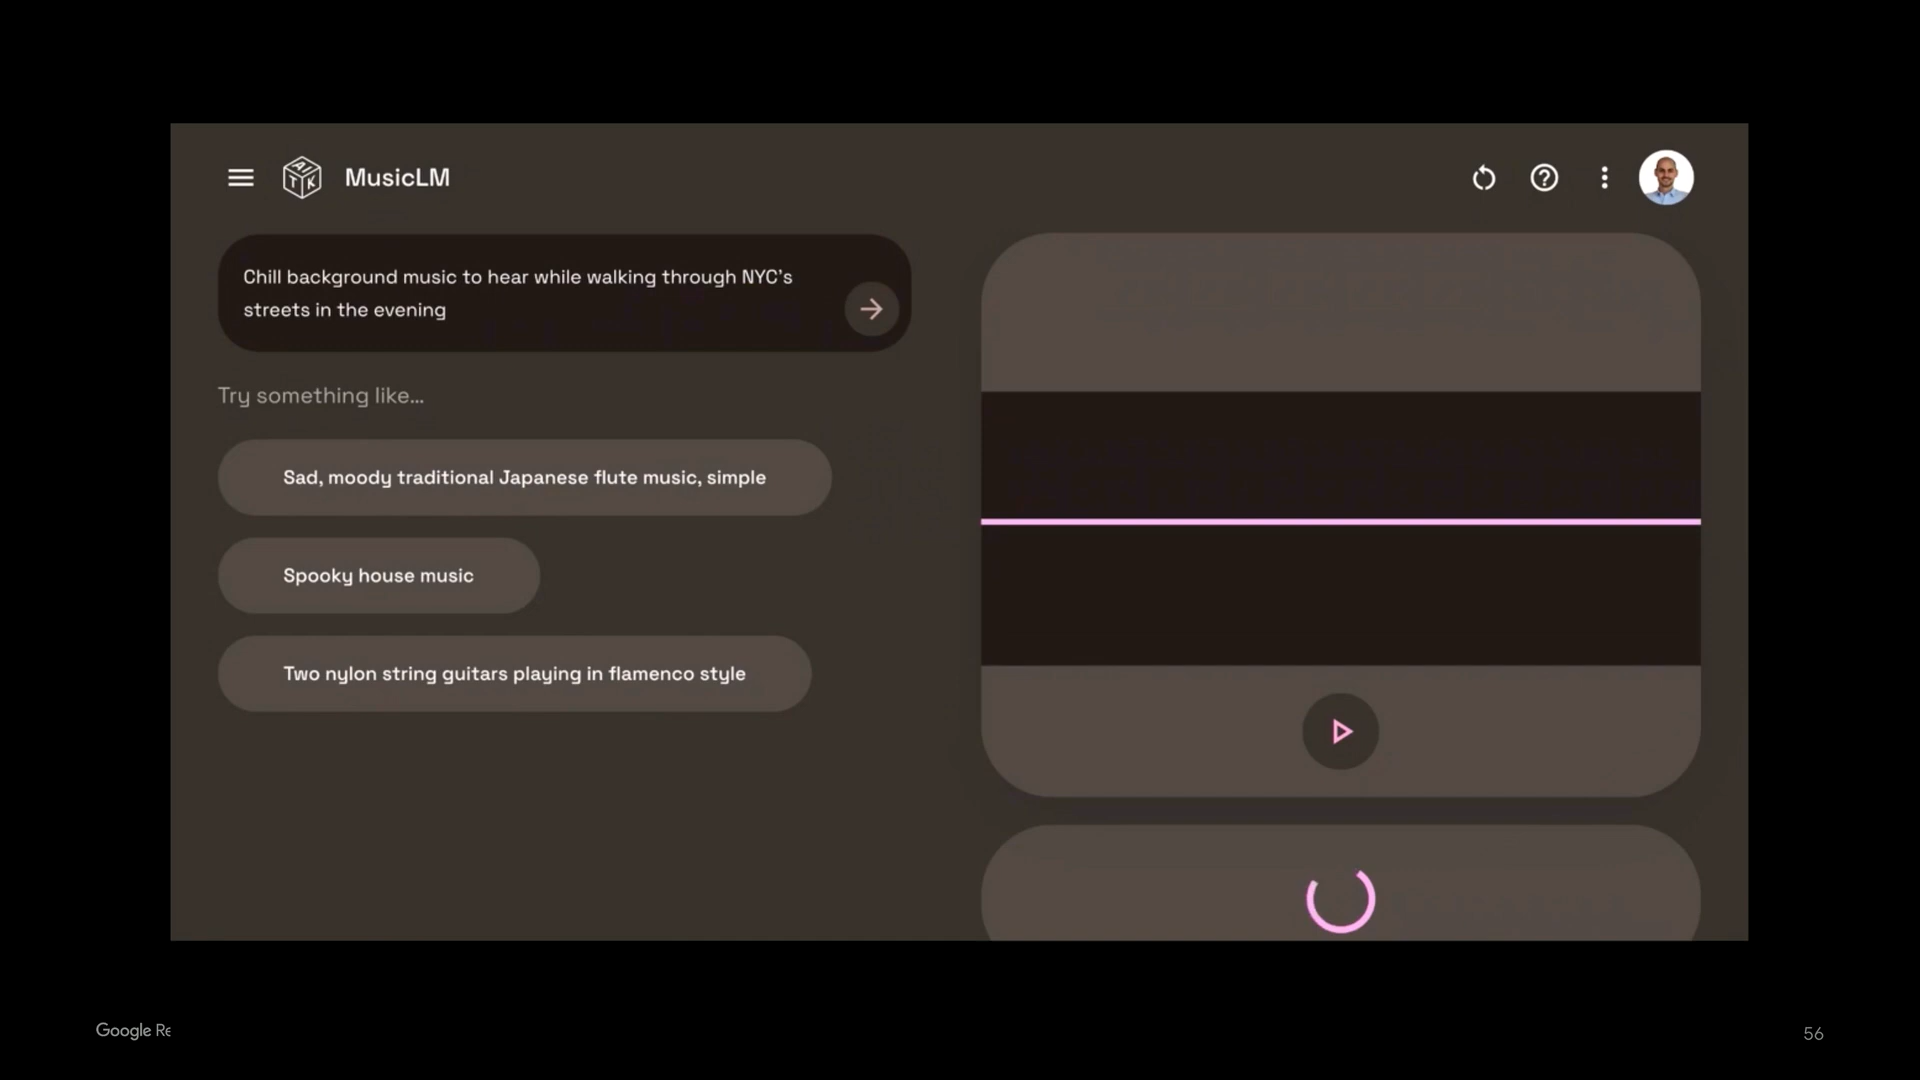 AI
T K
MusicLM
Chill background music to hear while walking through NYC's
streets in the evening
Try something like...
Sad, moody traditional Japanese flute music, simple
Spooky house music
Two nylon string guitars playing in flamenco style
Google Re
56